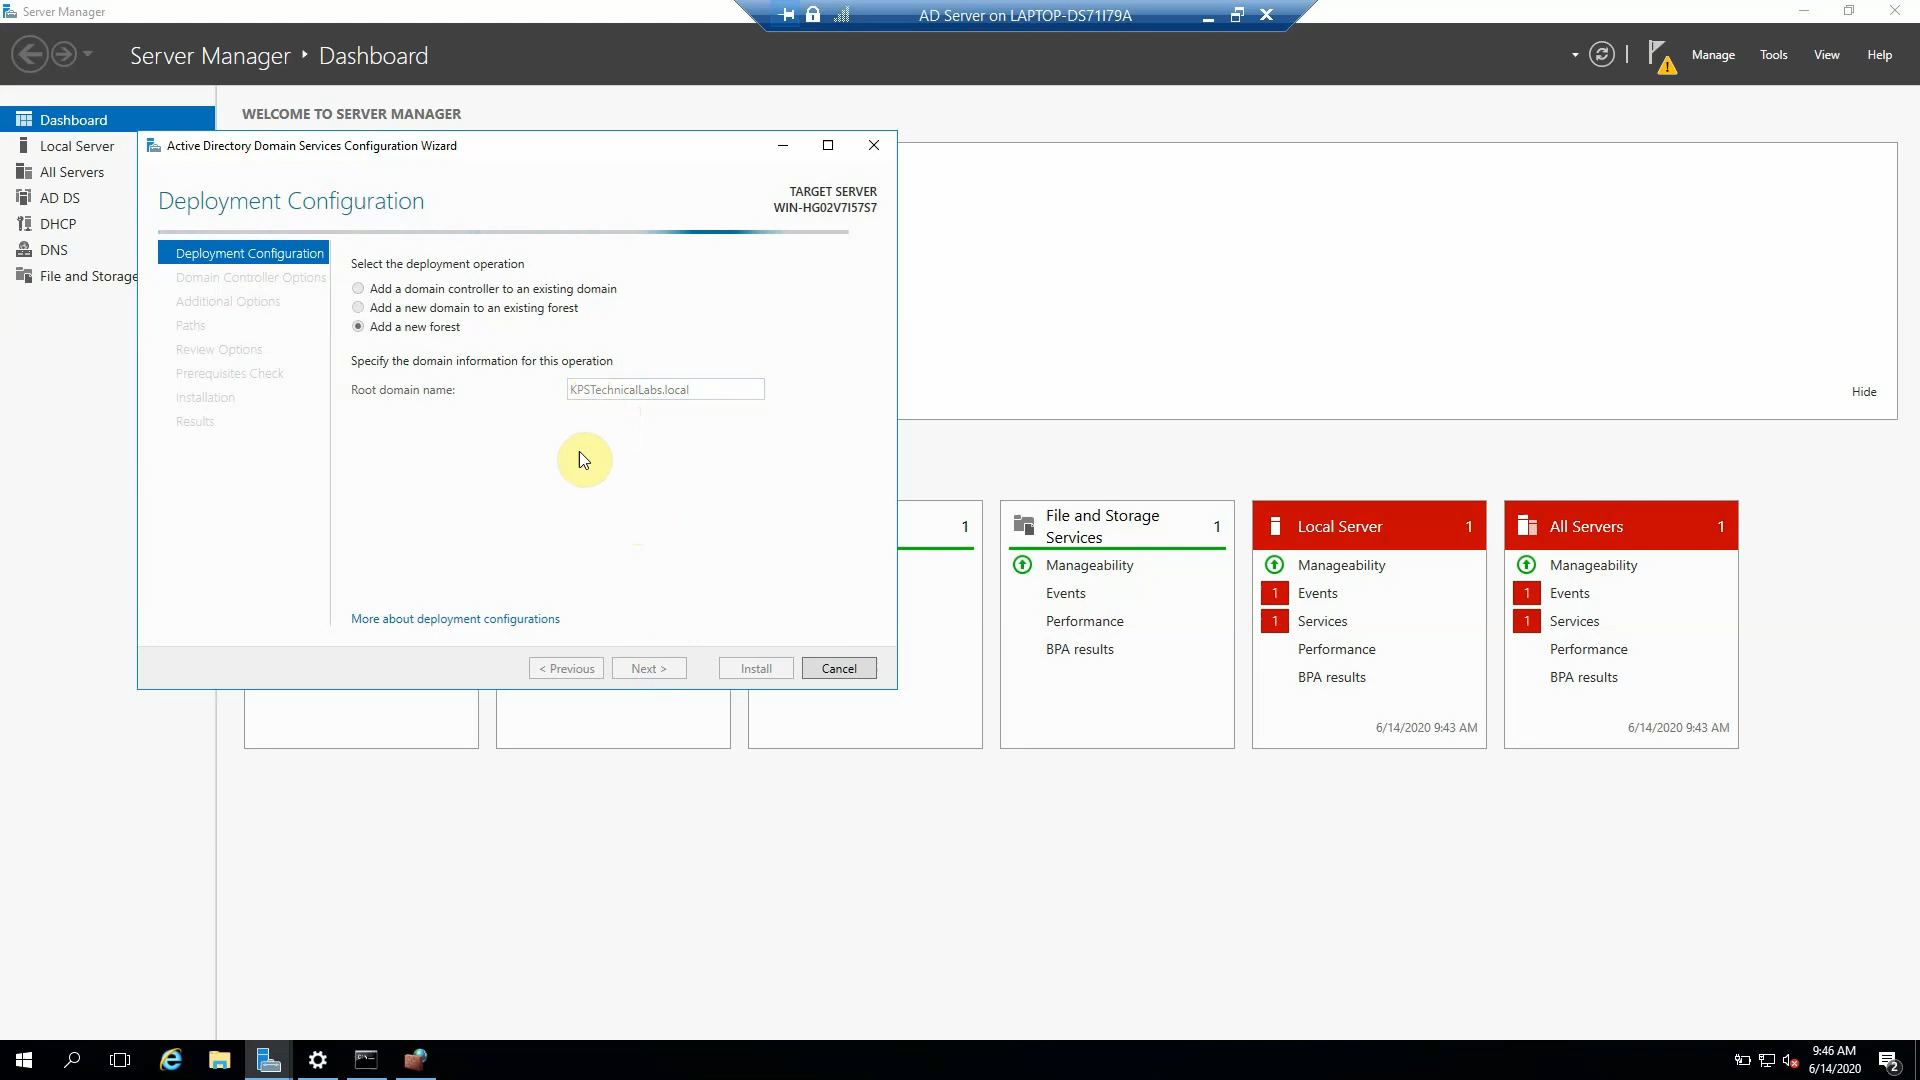 Server Manager
AD Server on LAPTOP-DS71I79A
Server Manager
Dashboard
Manage
Tools
View
Help
Dashboard
Local Server
All Servers
AD DS
DHCP
DNS
File and Storage
WELCOME TO SERVER MANAGER
Active Directory Domain Services Configuration Wizard
Deployment Configuration
TARGET SERVER
WIN-HG02V7I57S7
Deployment Configuration
Domain Controller Options
Additional Options
Paths
Review Options
Prerequisites Check
Installation
Results
Select the deployment operation
Add a domain controller to an existing domain
Add a new domain to an existing forest
Add a new forest
Specify the domain information for this operation
Root domain name:
KPSTechnicalLabs.local
More about deployment configurations
< Previous
Next >
Install
Cancel
Hide
1
File and Storage
Services
1
Manageability
Events
Performance
BPA results
Local Server
1
Manageability
1
Events
1
Services
Performance
BPA results
6/14/2020 9:43 AM
All Servers
1
Manageability
1
Events
1
Services
Performance
BPA results
6/14/2020 9:43 AM
9:46 AM
6/14/2020
2